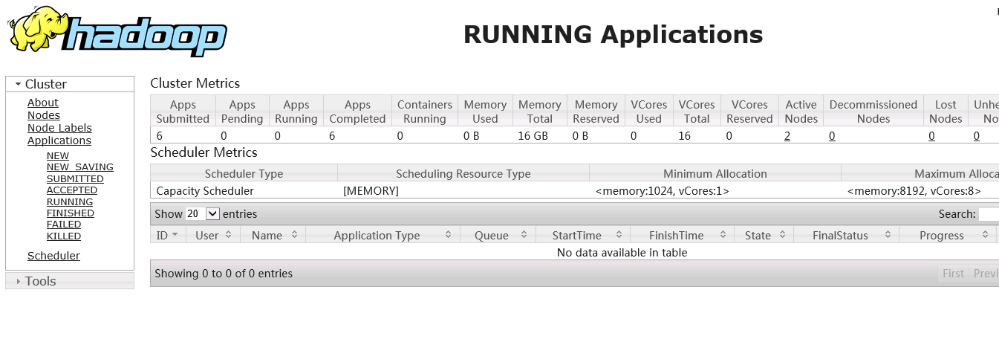 hadoop
RUNNING Applications
Cluster
About
Nodes
Node Labels
Applications
NEW
NEW_SAVING
SUBMITTED
ACCEPTED
RUNNING
FINISHED
FAILED
KILLED
Scheduler
Tools
Cluster Metrics
Apps Submitted Apps Pending Apps Running Apps Completed Containers Running Memory Used Memory Total Memory Reserved VCores Used VCores Total VCores Reserved Active Nodes Decommissioned Nodes Lost Nodes
6 0 0 6 0 0 B 16 GB 0 B 0 16 0 2 0 0 0
Scheduler Metrics
Scheduler Type Scheduling Resource Type Minimum Allocation Maximum
Capacity Scheduler [MEMORY] <memory:1024, vCores:1> <memory:8192, vCores:8>
Show 20 entries Search:
ID User Name Application Type Queue StartTime FinishTime State FinalStatus Progress
No data available in table
Showing 0 to 0 of 0 entries First